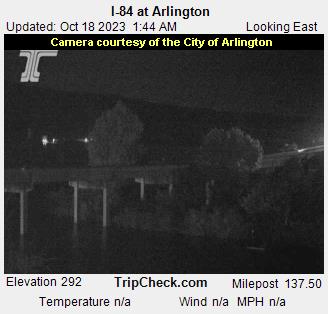 I-84 at Arlington
Updated: Oct 18 2023 1:44 AM Looking East
Camera courtesy of the City of Arlington
Elevation 292 TripCheck.com Milepost 137.50
Temperature n/a Wind n/a MPH n/a